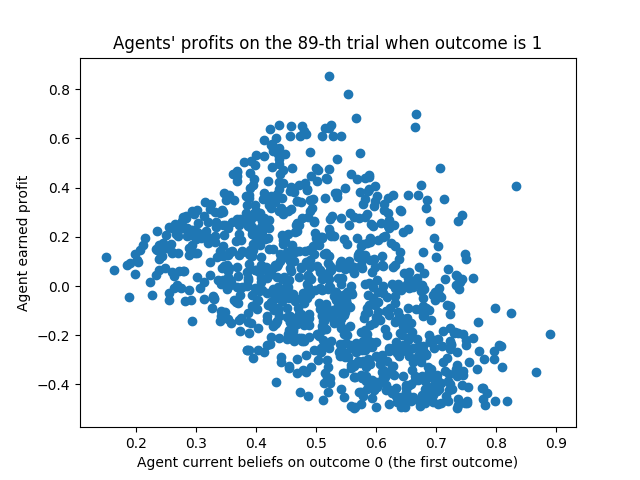 Agents' profits on the 89-th trial when outcome is 1
0.8
0.6
0.4
0.2
0.0
−0.2
−0.4
Agent earned profit
0.2 0.3 0.4 0.5 0.6 0.7 0.8 0.9
Agent current beliefs on outcome 0 (the first outcome)